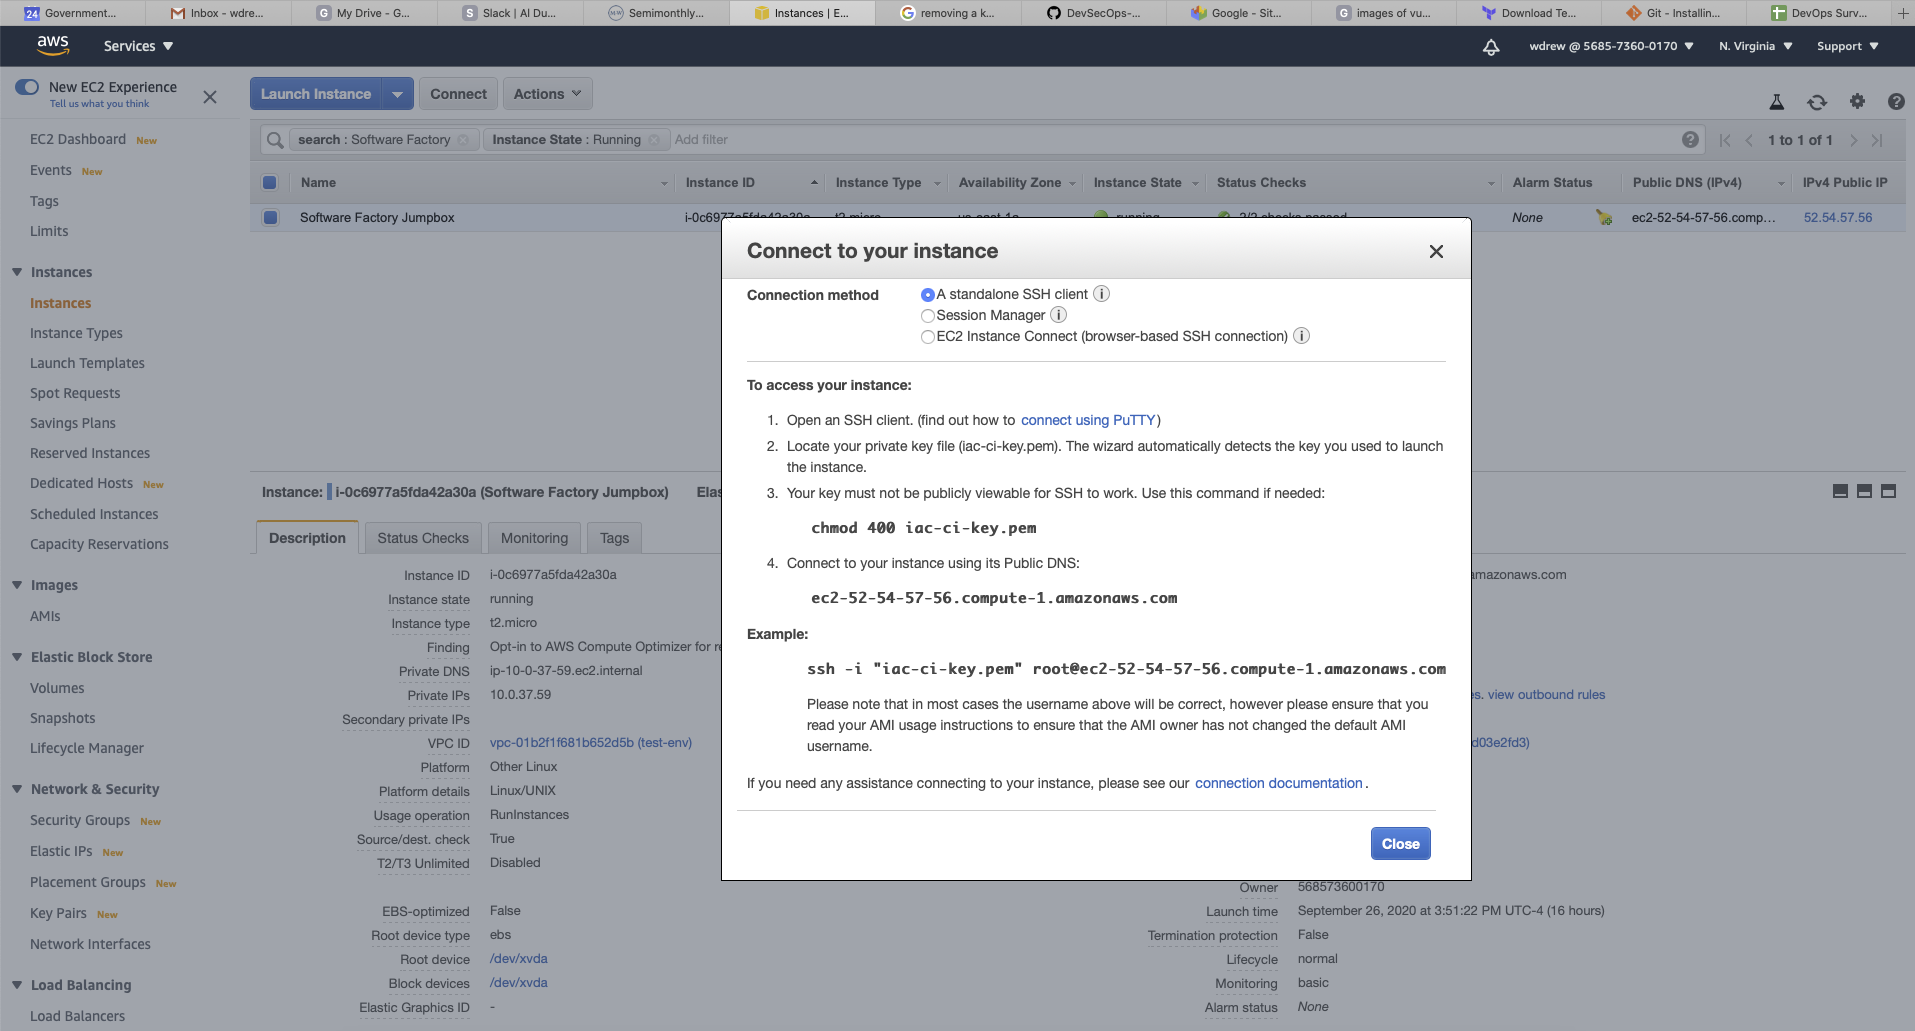 24 Government...
Inbox - wdre...
G My Drive - G...
S Slack | AI Du...
Semimonthly...
Instances | E...
removing a k...
DevSecOps-...
Google - Sit...
G images of vu...
Download Te...
Git - Installin...
DevOps Surv...
aws
Services
wdrew @ 5685-7360-0170
N. Virginia
Support
New EC2 Experience
Tell us what you think
Launch Instance
Connect
Actions
search : Software Factory
Instance State : Running
Add filter
1 to 1 of 1
Name
Instance ID
Instance Type
Availability Zone
Instance State
Status Checks
Alarm Status
Public DNS (IPv4)
IPv4 Public IP
Software Factory Jumpbox
i-0c6977a5fda42a30a
t2.micro
us-east-1a
running
2/2 checks passed
None
ec2-52-54-57-56.comp...
52.54.57.56
EC2 Dashboard New
Events New
Tags
Limits
Instances
Instances
Instance Types
Launch Templates
Spot Requests
Savings Plans
Reserved Instances
Dedicated Hosts New
Scheduled Instances
Capacity Reservations
Images
AMIs
Elastic Block Store
Volumes
Snapshots
Lifecycle Manager
Network & Security
Security Groups New
Elastic IPs New
Placement Groups New
Key Pairs New
Network Interfaces
Load Balancing
Load Balancers
Connect to your instance
Connection method
A standalone SSH client
Session Manager
EC2 Instance Connect (browser-based SSH connection)
To access your instance:
1. Open an SSH client. (find out how to connect using PuTTY)
2. Locate your private key file (iac-ci-key.pem). The wizard automatically detects the key you used to launch
the instance.
3. Your key must not be publicly viewable for SSH to work. Use this command if needed:
chmod 400 iac-ci-key.pem
4. Connect to your instance using its Public DNS:
ec2-52-54-57-56.compute-1.amazonaws.com
Example:
ssh -i "iac-ci-key.pem" root@ec2-52-54-57-56.compute-1.amazonaws.com
Please note that in most cases the username above will be correct, however please ensure that you
read your AMI usage instructions to ensure that the AMI owner has not changed the default AMI
username.
If you need any assistance connecting to your instance, please see our connection documentation.
Close
Instance: i-0c6977a5fda42a30a (Software Factory Jumpbox)
Elas
Description
Status Checks
Monitoring
Tags
Instance ID i-0c6977a5fda42a30a
Instance state running
Instance type t2.micro
Finding Opt-in to AWS Compute Optimizer for re
Private DNS ip-10-0-37-59.ec2.internal
Private IPs 10.0.37.59
Secondary private IPs
VPC ID vpc-01b2f1f681b652d5b (test-env)
Platform Other Linux
Platform details Linux/UNIX
Usage operation RunInstances
Source/dest. check True
T2/T3 Unlimited Disabled
EBS-optimized False
Root device type ebs
Root device /dev/xvda
Block devices /dev/xvda
Elastic Graphics ID -
amazonaws.com
es. view outbound rules
d03e2fd3)
Owner 568573600170
Launch time September 26, 2020 at 3:51:22 PM UTC-4 (16 hours)
Termination protection False
Lifecycle normal
Monitoring basic
Alarm status None